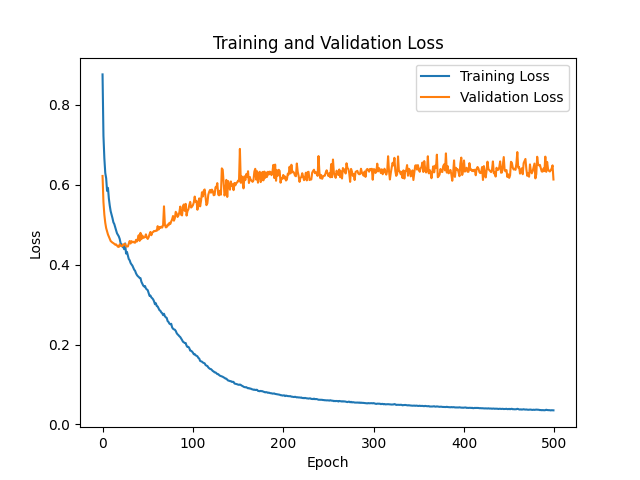 Training and Validation Loss
Training Loss
Validation Loss
Loss
0.8
0.6
0.4
0.2
0.0
0 100 200 300 400 500
Epoch